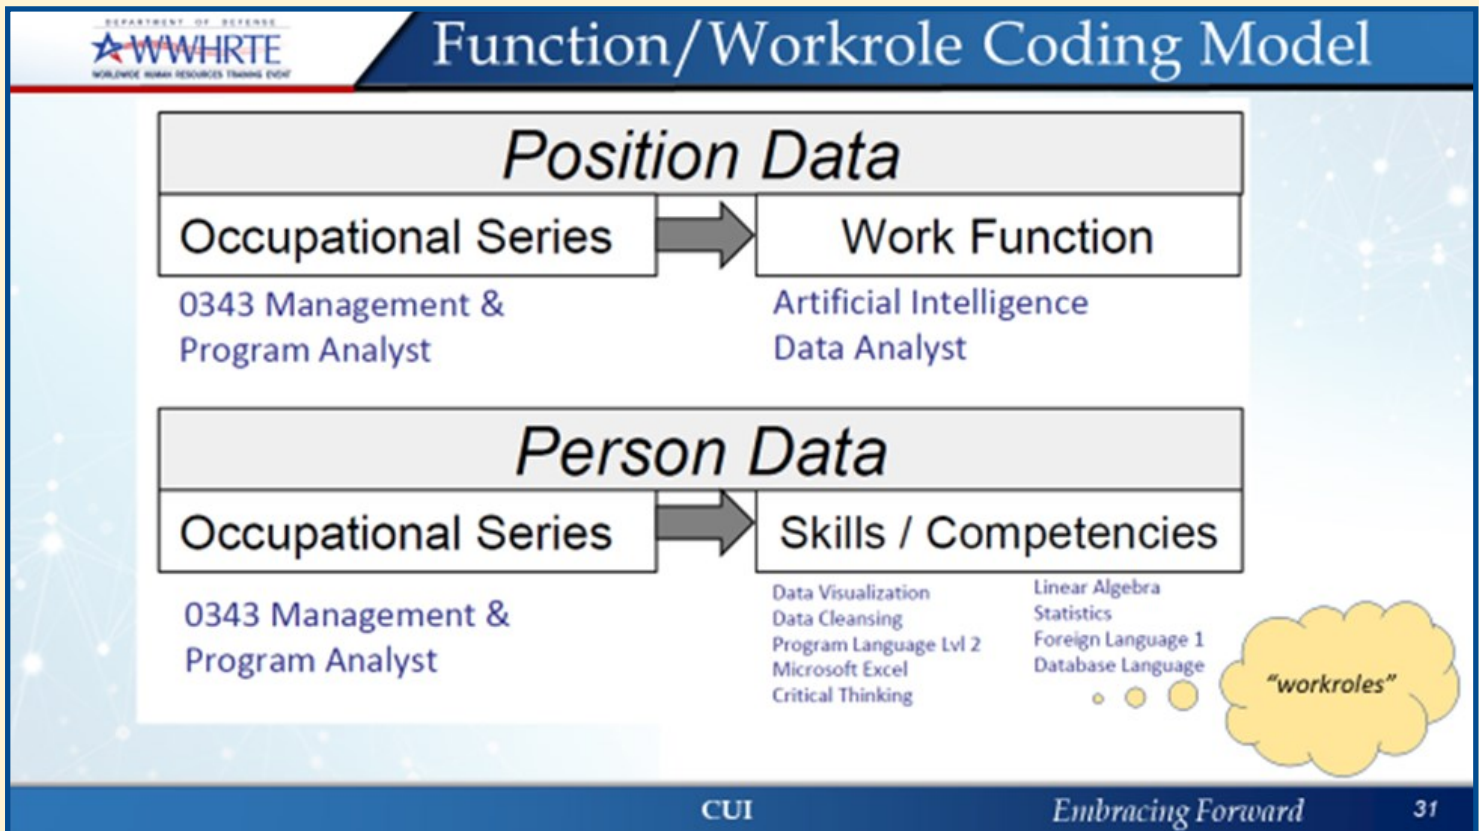 DEPARTMENT OF DEFENSE
WWHRTE
WORLDWIDE HUMAN RESOURCES TRAINING EVENT
Function/Workrole Coding Model
Position Data
Occupational Series
Work Function
0343 Management &
Program Analyst
Artificial Intelligence
Data Analyst
Person Data
Occupational Series
Skills / Competencies
0343 Management &
Program Analyst
Data Visualization
Data Cleansing
Program Language Lvl 2
Microsoft Excel
Critical Thinking
Linear Algebra
Statistics
Foreign Language 1
Database Language
"workroles"
CUI
Embracing Forward
31